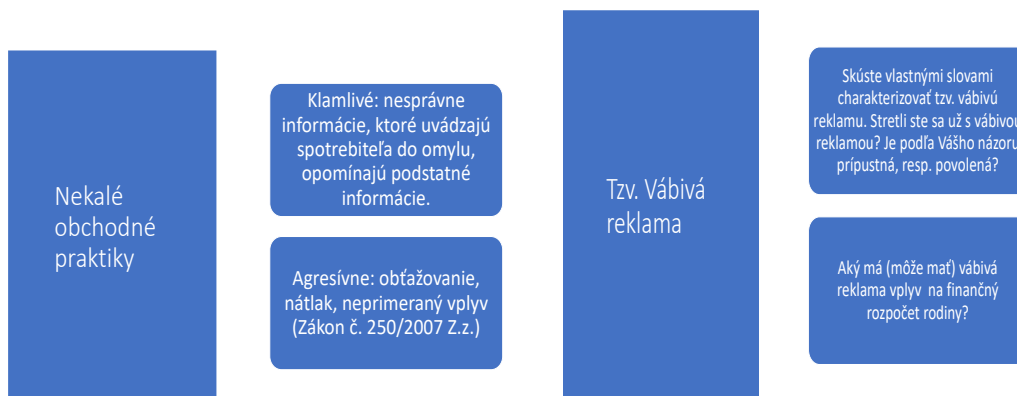 Nekalé
obchodné
praktiky
Klamlivé: nesprávne
informácie, ktoré uvádzajú
spotrebiteľa do omylu,
opomínajú podstatné
informácie.
Agresívne: obťažovanie,
nátlak, neprimeraný vplyv
(Zákon č. 250/2007 Z.z.)
Tzv. Vábivá
reklama
Skúste vlastnými slovami
charakterizovať tzv. vábivú
reklamu. Stretli ste sa už s vábivou
reklamou? Je podľa Vášho názoru
prípustná, resp. povolená?
Aký má (môže mať) vábivá
reklama vplyv na finančný
rozpočet rodiny?